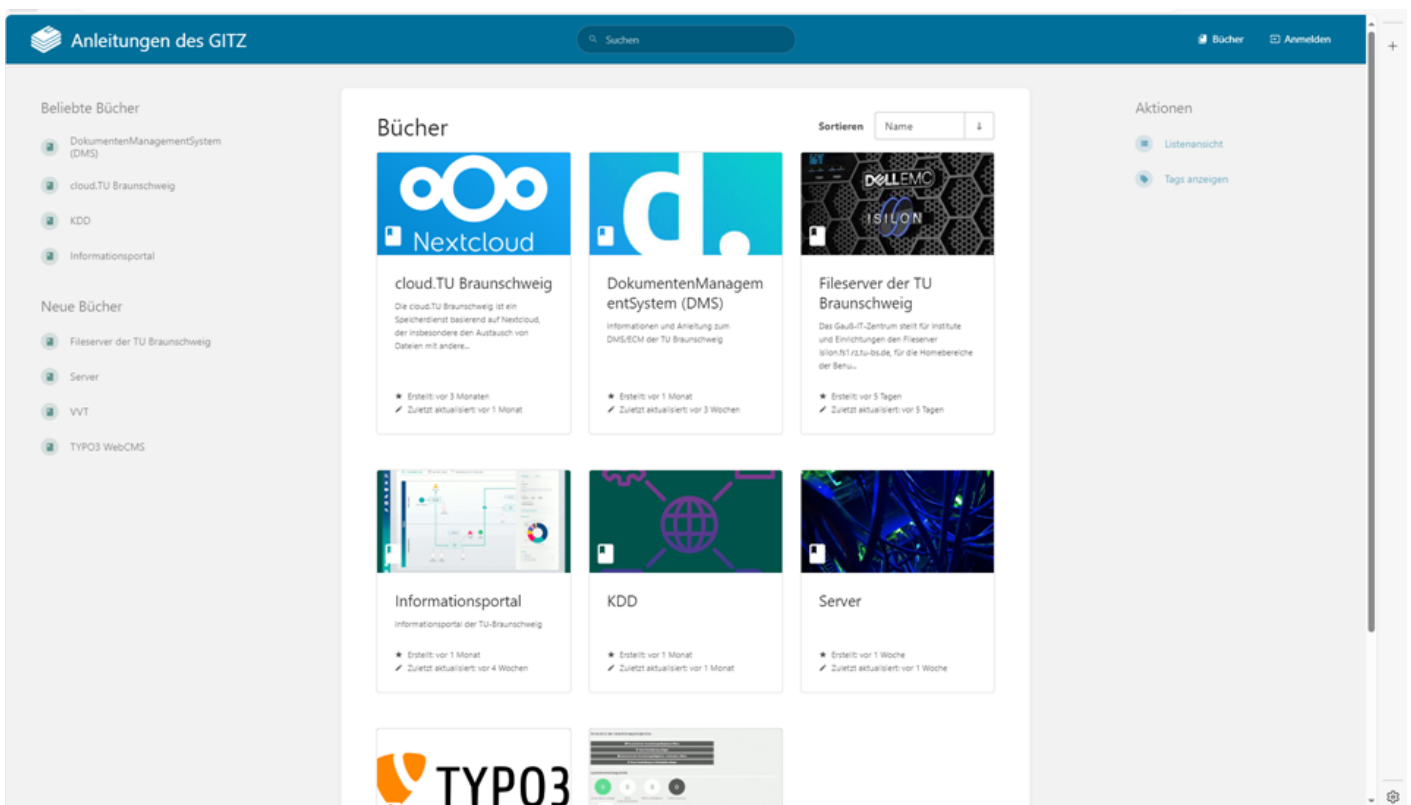 Anleitungen des GITZ
Suchen
Bücher
Anmelden
Beliebte Bücher
DokumentenManagementSystem
(DMS)
cloud.TU Braunschweig
KDD
Informationsportal
Neue Bücher
Fileserver der TU Braunschweig
Server
VVT
TYPO3 WebCMS
Bücher
Sortieren
Name
Nextcloud
cloud.TU Braunschweig
Die cloud.TU Braunschweig ist ein
Speicherdienst basierend auf Nextcloud,
der insbesondere den Austausch von
Dateien mit andere...
Erstellt: vor 3 Monaten
Zuletzt aktualisiert: vor 1 Monat
d.
DokumentenManagem
entSystem (DMS)
Informationen und Anleitung zum
DMS/ECM der TU Braunschweig
Erstellt: vor 1 Monat
Zuletzt aktualisiert: vor 3 Wochen
DELLEMC
ISILON
Fileserver der TU
Braunschweig
Das Gauß-IT-Zentrum stellt für Institute
und Einrichtungen den Fileserver
isilon.fs1.rz.tu-bs.de, für die Homebereiche
der Benu...
Erstellt: vor 5 Tagen
Zuletzt aktualisiert: vor 5 Tagen
Informationsportal
Informationsportal der TU-Braunschweig
Erstellt: vor 1 Monat
Zuletzt aktualisiert: vor 4 Wochen
KDD
Erstellt: vor 1 Monat
Zuletzt aktualisiert: vor 1 Monat
Server
Erstellt: vor 1 Woche
Zuletzt aktualisiert: vor 1 Woche
TYPO3
Aktionen
Listenansicht
Tags anzeigen